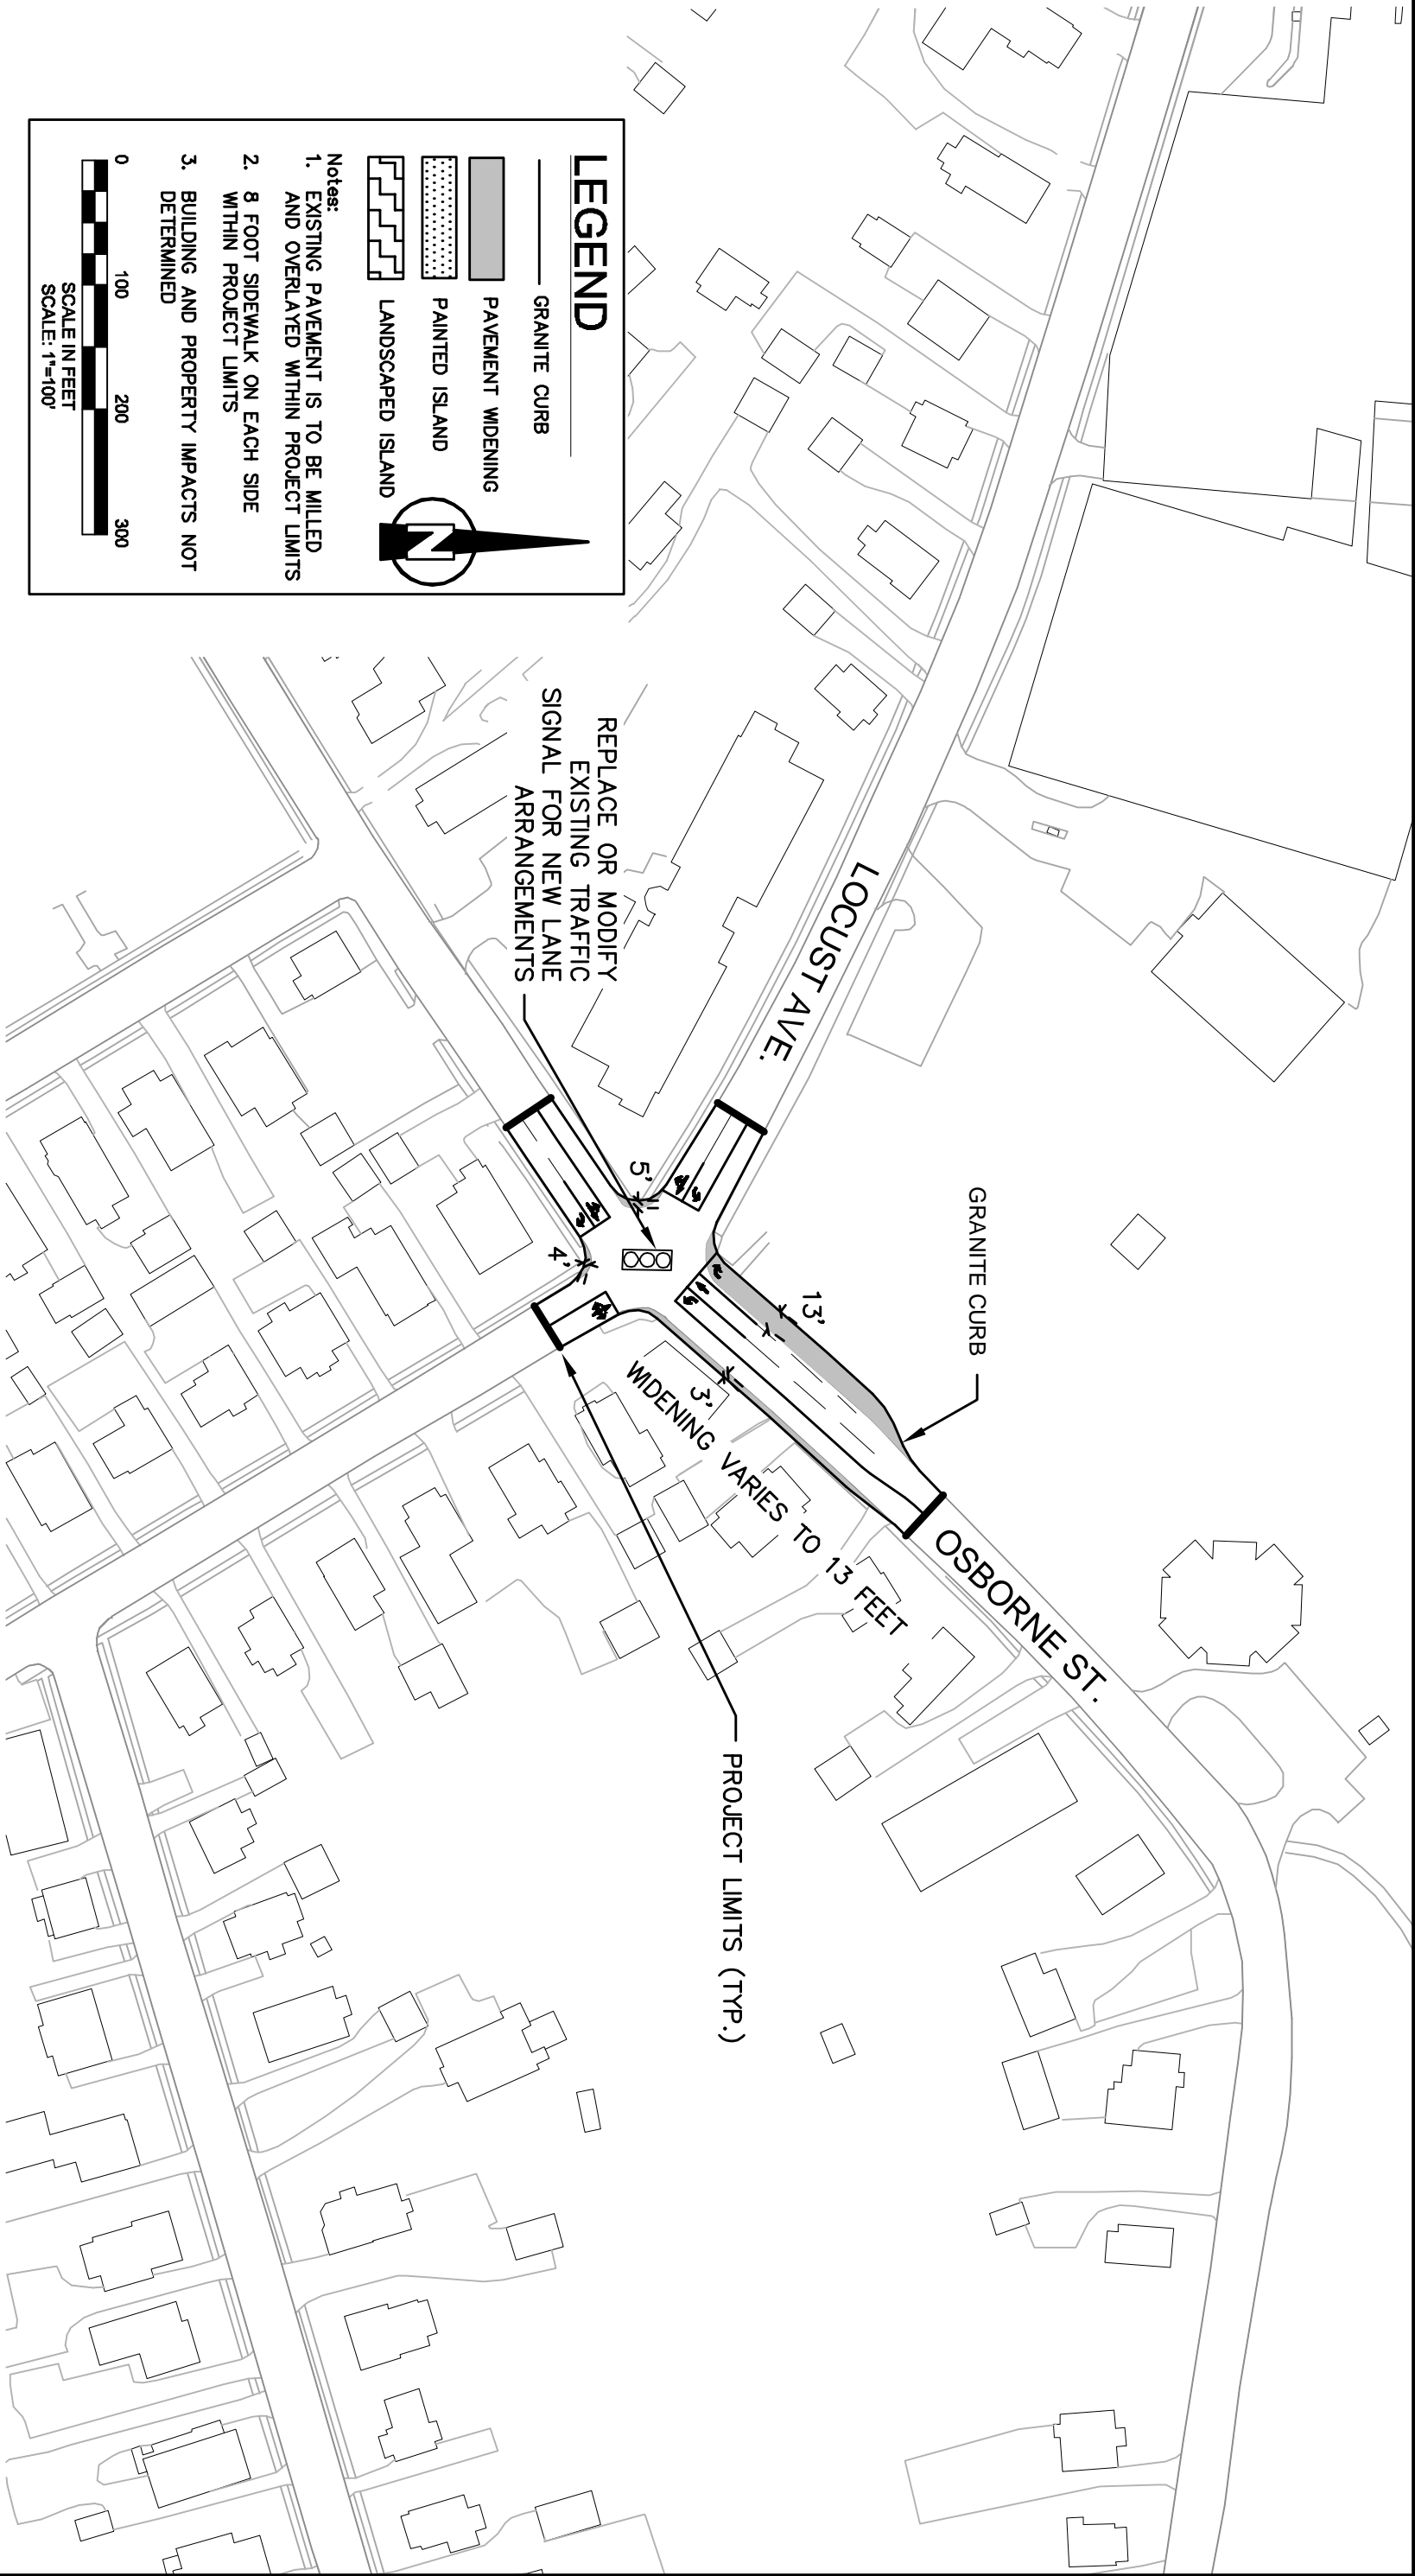 LEGEND
GRANITE CURB
PAVEMENT WIDENING
PAINTED ISLAND
LANDSCAPED ISLAND
N
Notes:
1. EXISTING PAVEMENT IS TO BE MILLED
AND OVERLAYED WITHIN PROJECT LIMITS
2. 8 FOOT SIDEWALK ON EACH SIDE
WITHIN PROJECT LIMITS
3. BUILDING AND PROPERTY IMPACTS NOT
DETERMINED
0 100 200 300
SCALE IN FEET
SCALE: 1"=100'
LOCUST AVE.
REPLACE OR MODIFY
EXISTING TRAFFIC
SIGNAL FOR NEW LANE
ARRANGEMENTS
GRANITE CURB
13'
5'
4'
3'
WIDENING VARIES TO 13 FEET
OSBORNE ST.
PROJECT LIMITS (TYP.)